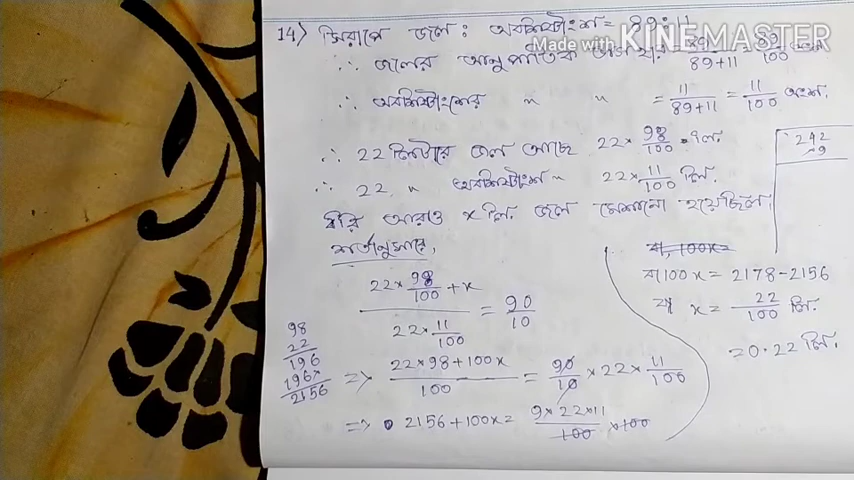 14) সিরাপে জল : অবশিষ্টাংশ = 89:11
Made with KINEMASTER
∴ জলের আনুপাতিক ভাগহার = 89/89+11 = 89/100 অংশ
∴ অবশিষ্টাংশের " " = 11/89+11 = 11/100 অংশ.
∴ 22 লিটারে জল আছে 22×98/100 লি.
∴ 22 " অবশিষ্টাংশ " 22×11/100 লি.
242
×9
ধরি আরও x লি. জল মেশানো হয়েছিল
শর্তানুসারে,
(22×98/100 + x)/(22×11/100) = 90/10
98
22
196
196×
2156
=> (22×98+100x)/100 = 90/10 × 22 × 11/100
=> 2156+100x = 9×22×11/100 ×100
বা, 100x =
বা 100x = 2178-2156
বা x = 22/100 লি.
=0.22 লি.